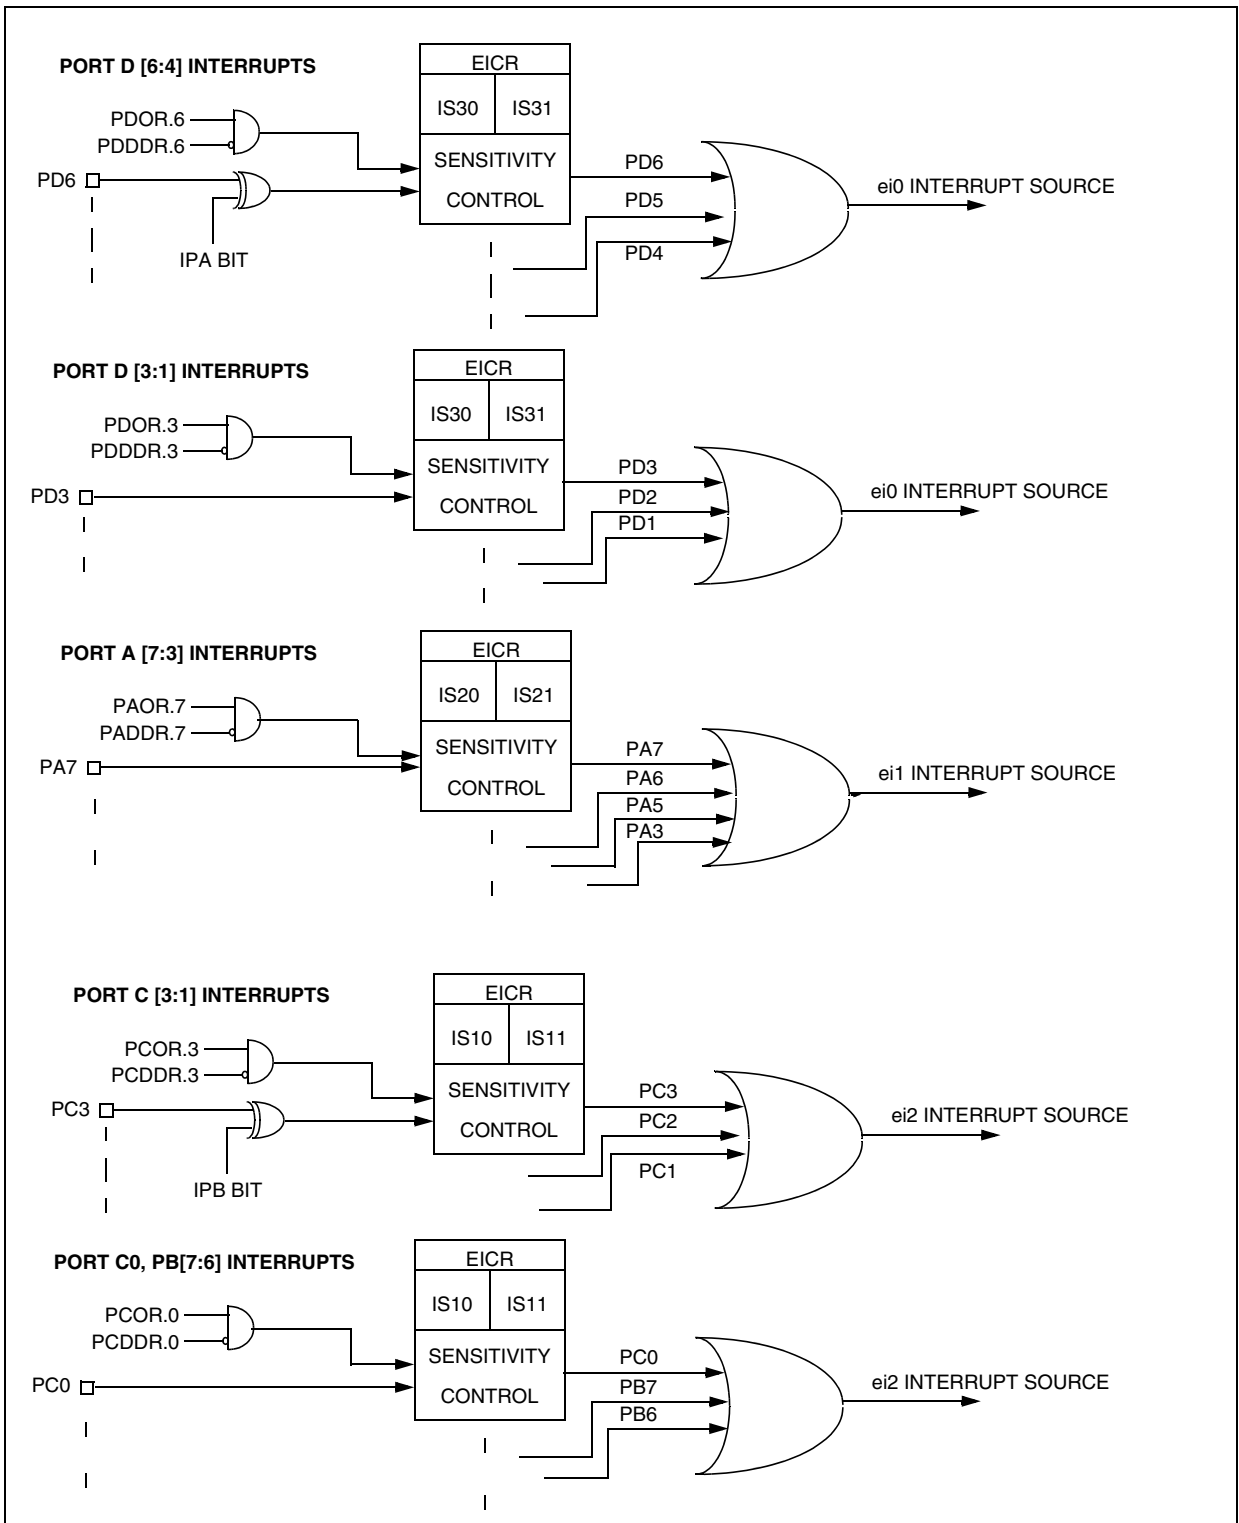 PORT D [6:4] INTERRUPTS
EICR
IS30 IS31
PDOR.6
PDDDR.6
SENSITIVITY
CONTROL
PD6
IPA BIT
PD6
PD5
PD4
ei0 INTERRUPT SOURCE
PORT D [3:1] INTERRUPTS
EICR
IS30 IS31
PDOR.3
PDDDR.3
SENSITIVITY
CONTROL
PD3
PD3
PD2
PD1
ei0 INTERRUPT SOURCE
PORT A [7:3] INTERRUPTS
EICR
IS20 IS21
PAOR.7
PADDR.7
SENSITIVITY
CONTROL
PA7
PA7
PA6
PA5
PA3
ei1 INTERRUPT SOURCE
PORT C [3:1] INTERRUPTS
EICR
IS10 IS11
PCOR.3
PCDDR.3
SENSITIVITY
CONTROL
PC3
IPB BIT
PC3
PC2
PC1
ei2 INTERRUPT SOURCE
PORT C0, PB[7:6] INTERRUPTS
EICR
IS10 IS11
PCOR.0
PCDDR.0
SENSITIVITY
CONTROL
PC0
PC0
PB7
PB6
ei2 INTERRUPT SOURCE